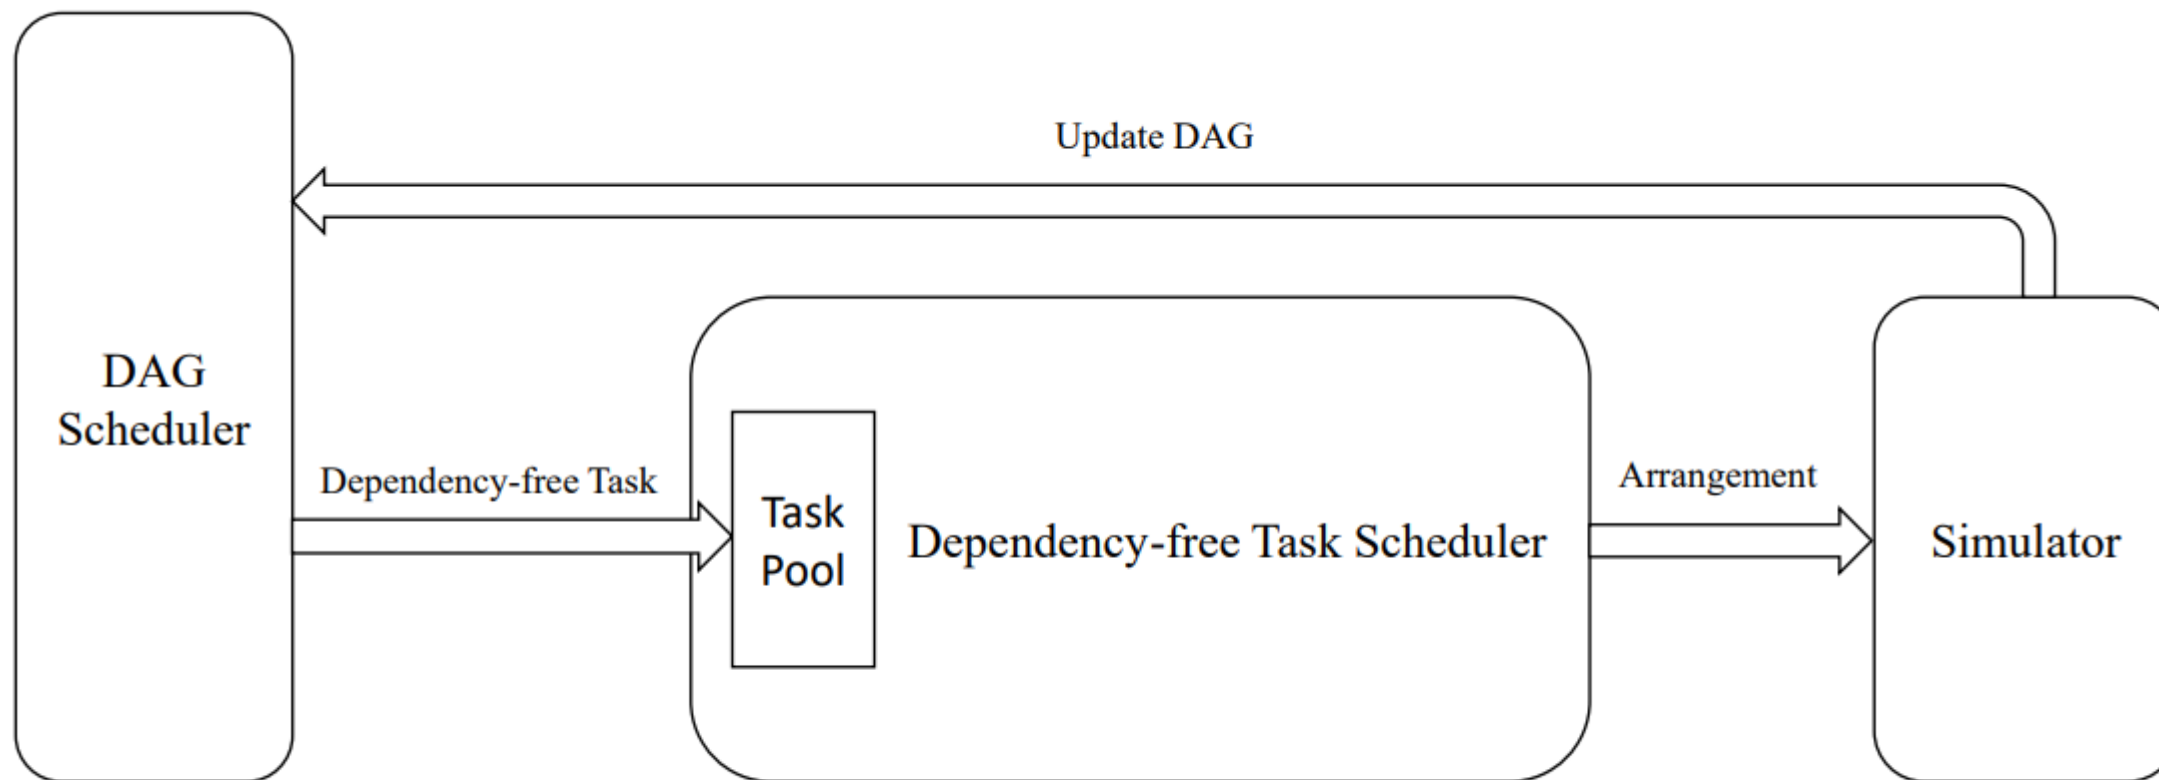 Update DAG
DAG
Scheduler
Dependency-free Task
Task
Pool
Dependency-free Task Scheduler
Arrangement
Simulator